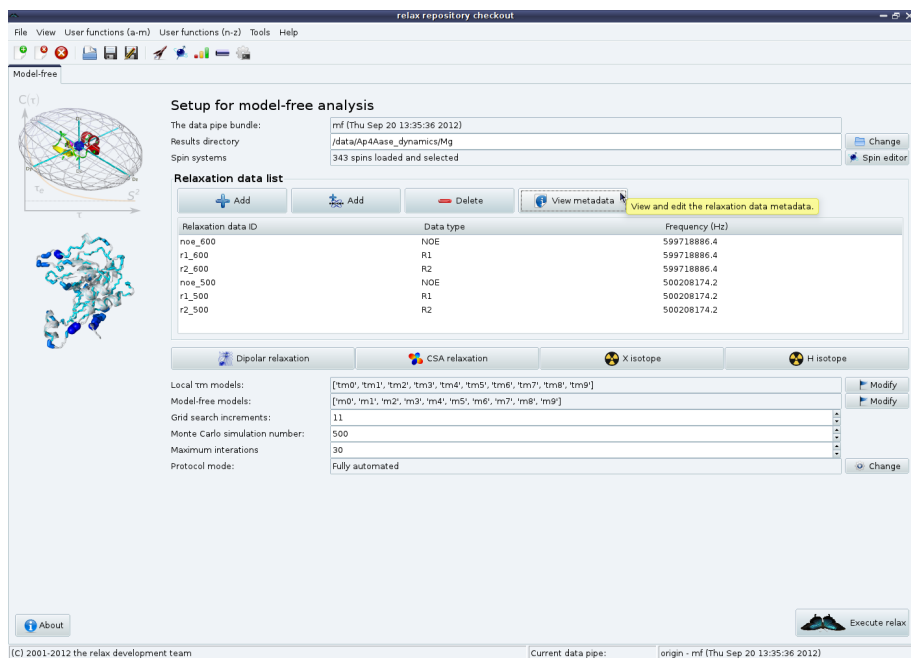 relax repository checkout
File View User functions (a-m) User functions (n-z) Tools Help
Model-free
C(τ)
τe
S²
τ
Setup for model-free analysis
The data pipe bundle: mf (Thu Sep 20 13:35:36 2012)
Results directory /data/Ap4Aase_dynamics/Mg Change
Spin systems 343 spins loaded and selected Spin editor
Relaxation data list
Add Add Delete View metadata
View and edit the relaxation data metadata.
Relaxation data ID Data type Frequency (Hz)
noe_600 NOE 599718886.4
r1_600 R1 599718886.4
r2_600 R2 599718886.4
noe_500 NOE 500208174.2
r1_500 R1 500208174.2
r2_500 R2 500208174.2
Dipolar relaxation CSA relaxation X isotope H isotope
Local τm models: ['tm0', 'tm1', 'tm2', 'tm3', 'tm4', 'tm5', 'tm6', 'tm7', 'tm8', 'tm9'] Modify
Model-free models: ['m0', 'm1', 'm2', 'm3', 'm4', 'm5', 'm6', 'm7', 'm8', 'm9'] Modify
Grid search increments: 11
Monte Carlo simulation number: 500
Maximum interations 30
Protocol mode: Fully automated Change
About Execute relax
(C) 2001-2012 the relax development team Current data pipe: origin - mf (Thu Sep 20 13:35:36 2012)